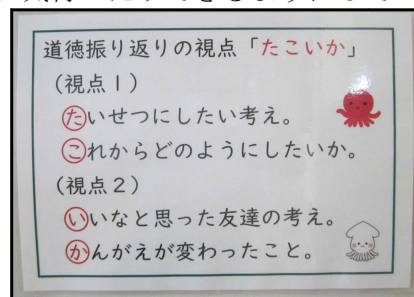 道徳振り返りの視点「たこいか」
(視点1)
たいせつにしたい考え。
これからどのようにしたいか。
(視点2)
いいなと思った友達の考え。
かんがえが変わったこと。